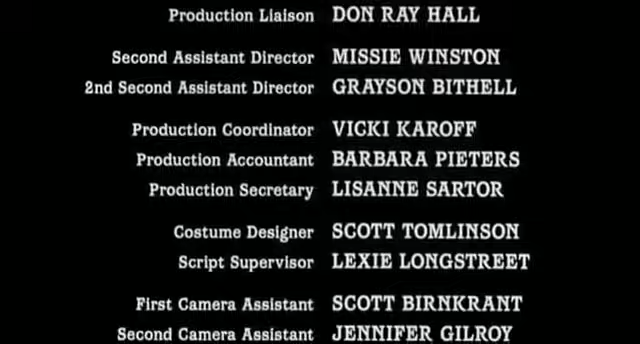 Production Liaison DON RAY HALL
Second Assistant Director MISSIE WINSTON
2nd Second Assistant Director GRAYSON BITHELL
Production Coordinator VICKI KAROFF
Production Accountant BARBARA PIETERS
Production Secretary LISANNE SARTOR
Costume Designer SCOTT TOMLINSON
Script Supervisor LEXIE LONGSTREET
First Camera Assistant SCOTT BIRNKRANT
Second Camera Assistant JENNIFER GILROY